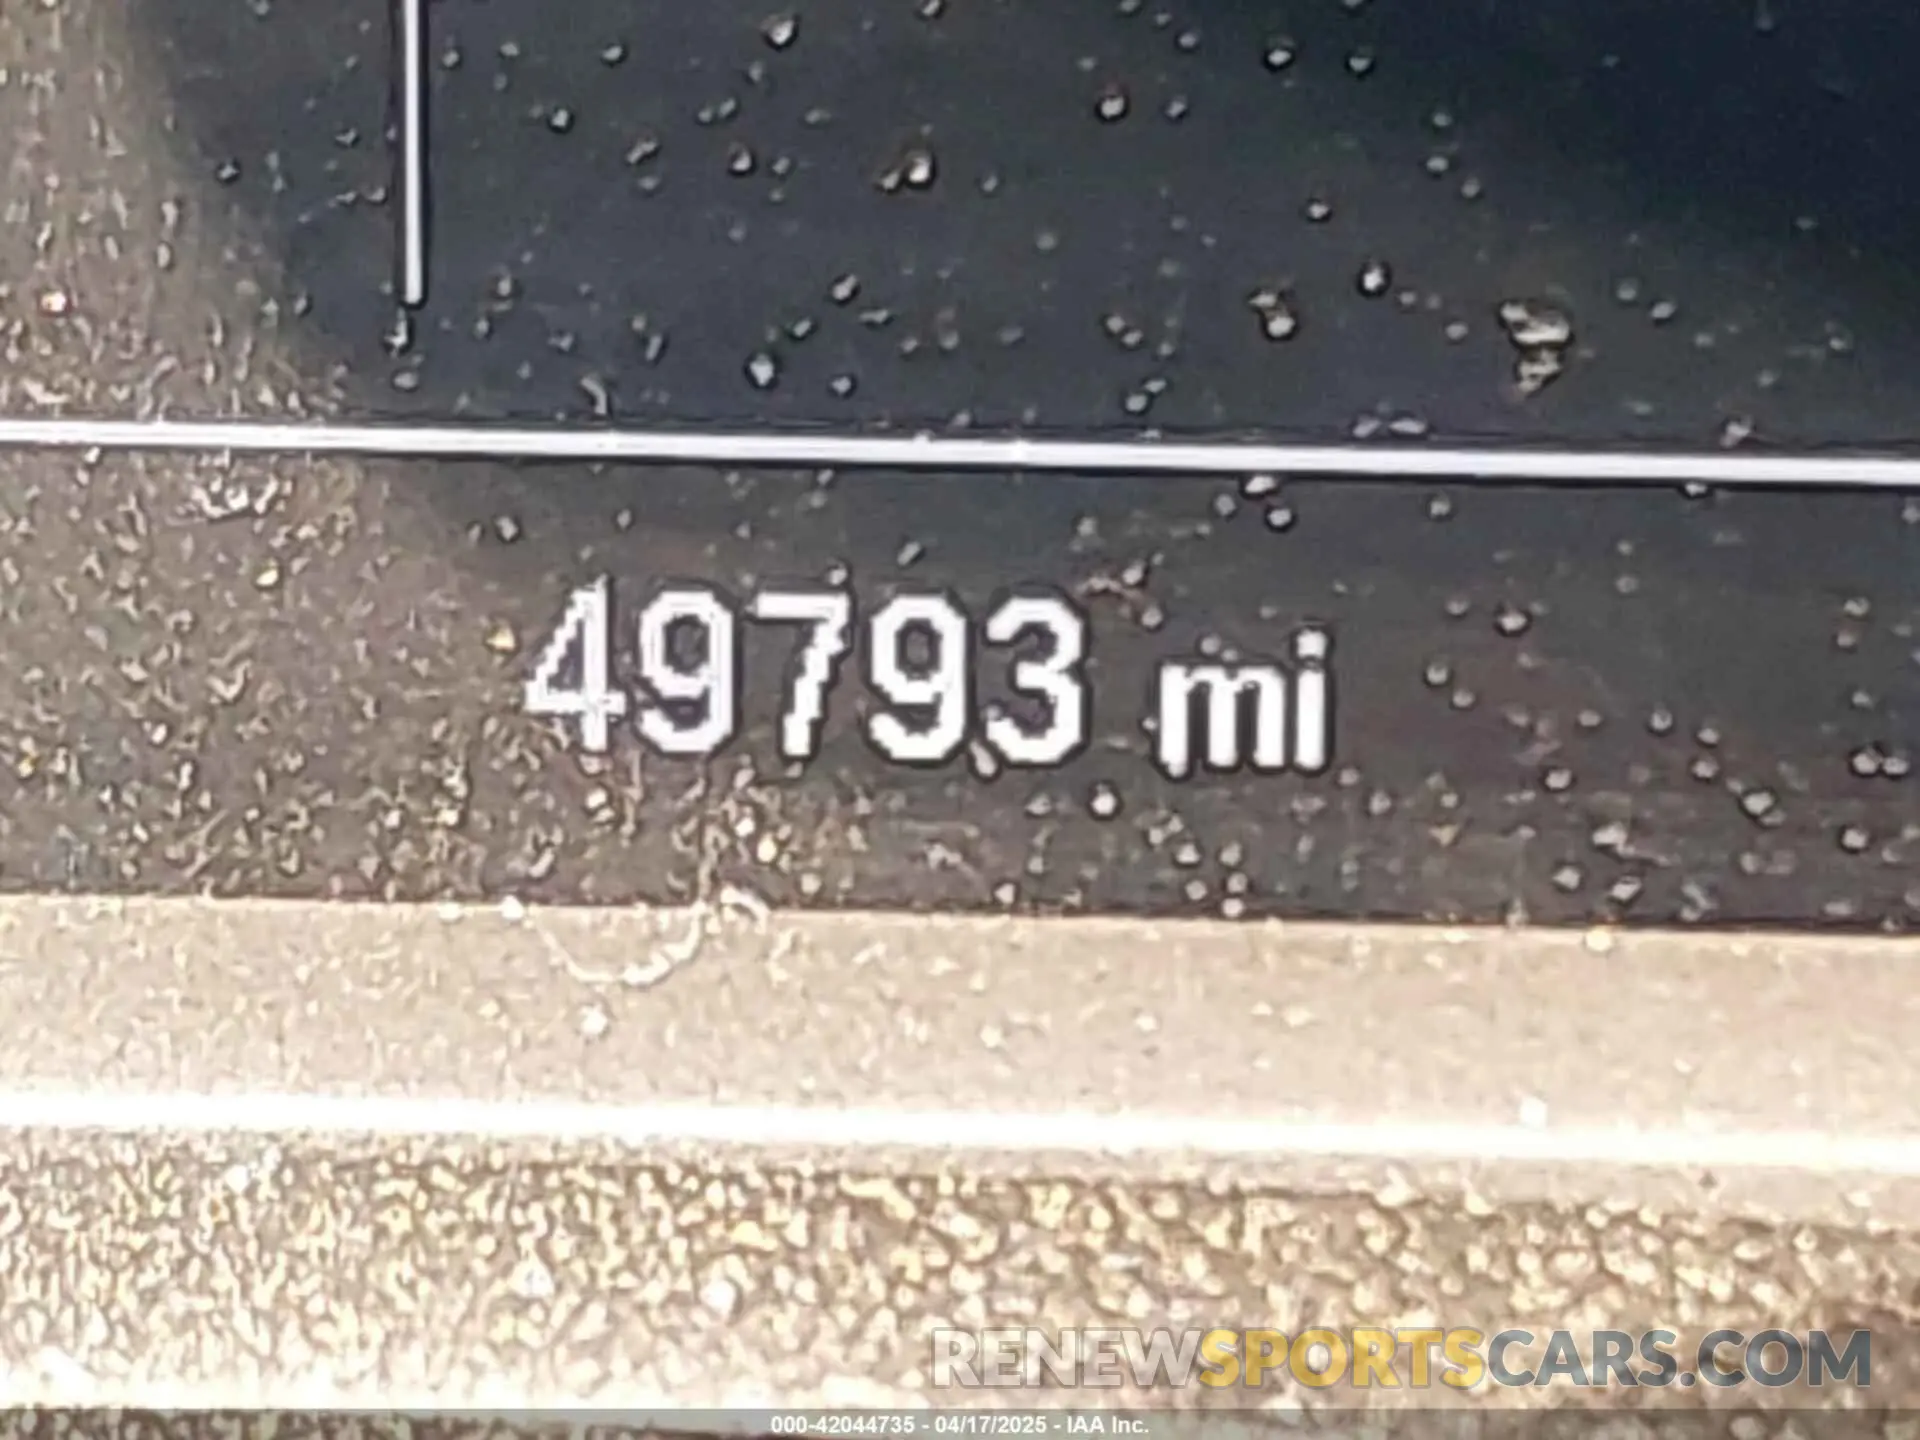 49793 mi
RENEWSPORTSCARS.COM
000-42044735 - 04/17/2025 - IAA Inc.